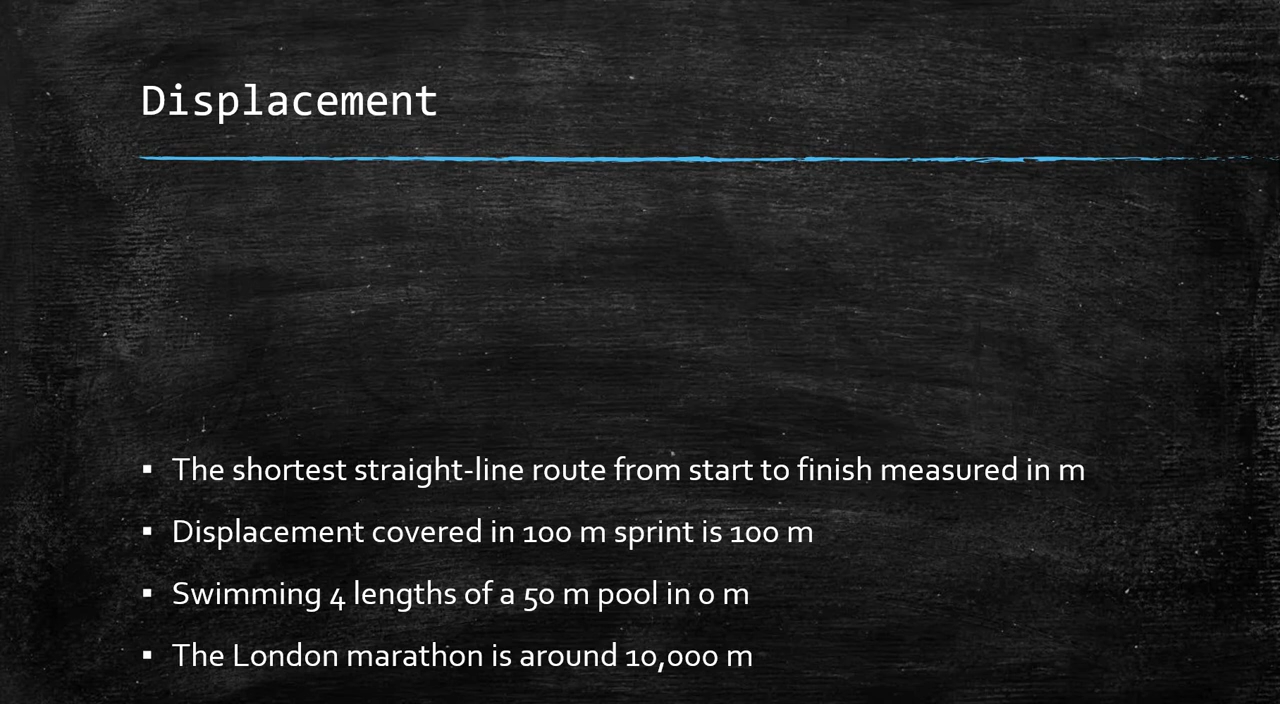 Displacement
▪ The shortest straight-line route from start to finish measured in m
▪ Displacement covered in 100 m sprint is 100 m
▪ Swimming 4 lengths of a 50 m pool in 0 m
▪ The London marathon is around 10,000 m